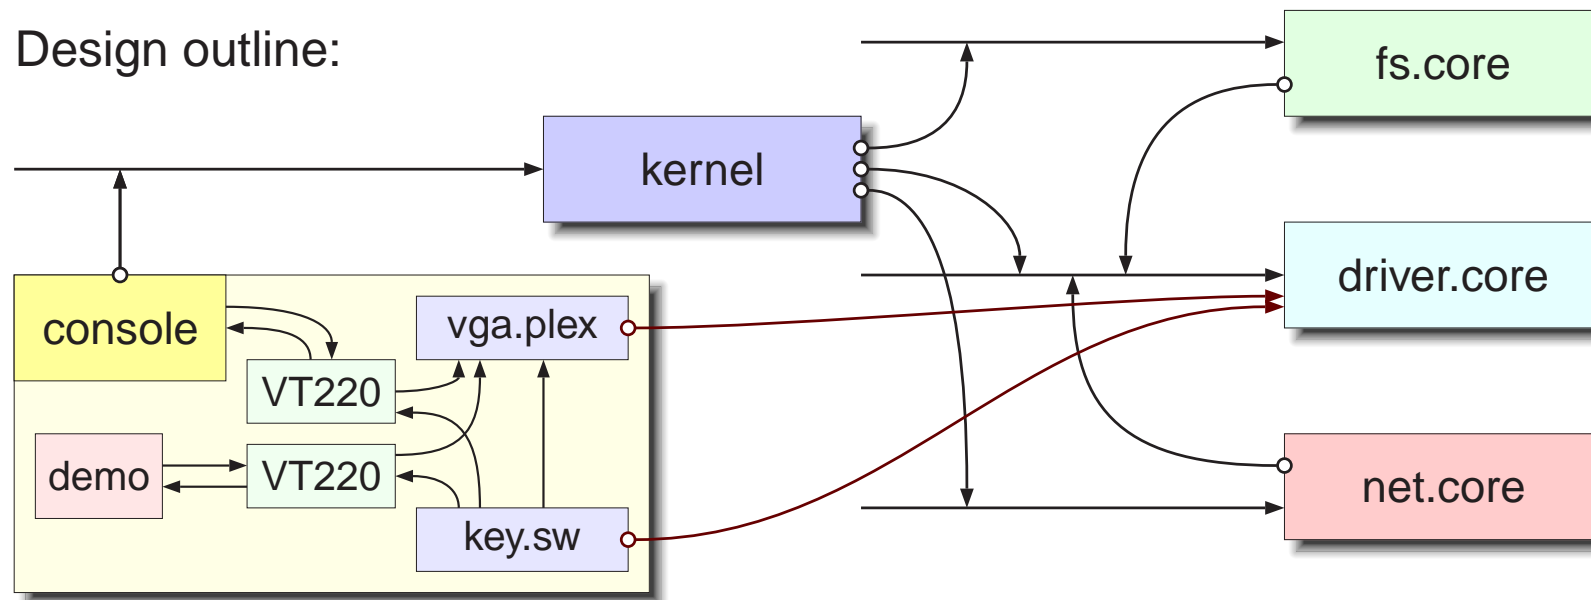 Design outline:
fs.core
kernel
driver.core
console
vga.plex
VT220
demo
VT220
key.sw
net.core